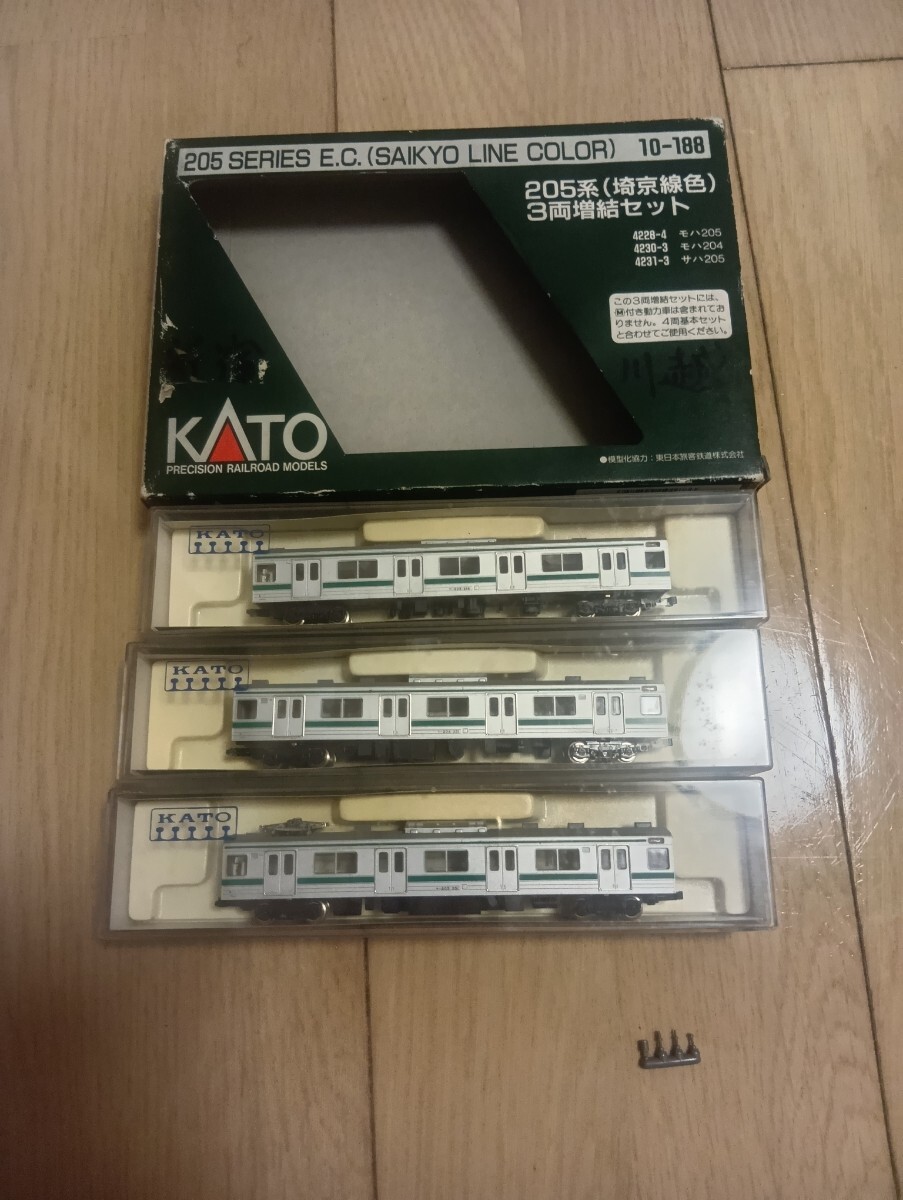 205 SERIES E.C. (SAIKYO LINE COLOR) 10-188
205系(埼京線色)
3両増結セット
4228-4 モハ205
4230-3 モハ204
4231-3 サハ205
この3両増結セットには、
Ⓜ付き動力車は含まれてお
りません。4両基本セット
と合わせてご使用ください。
川越
KATO
PRECISION RAILROAD MODELS
●模型化協力:東日本旅客鉄道株式会社
KATO
KATO
KATO